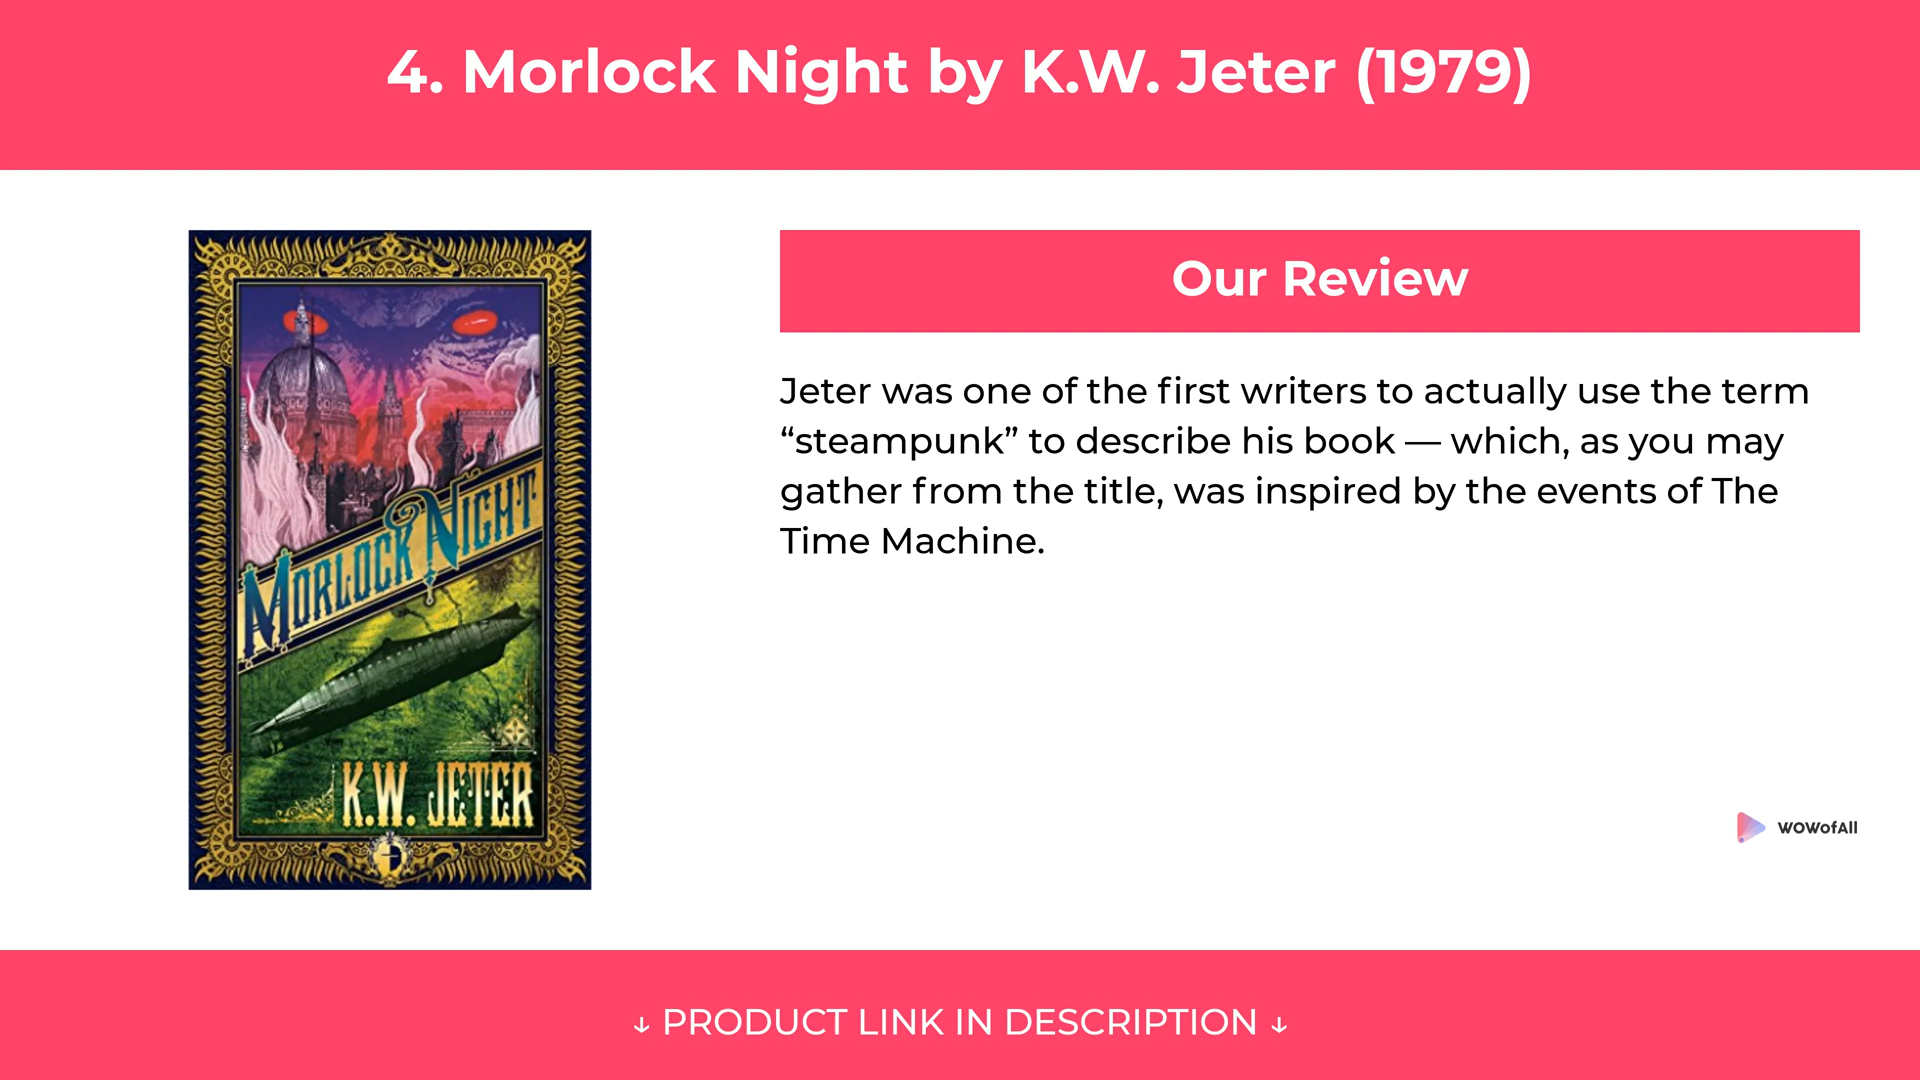 4. Morlock Night by K.W. Jeter (1979)
MORLOCK NIGHT
K.W. JETER
Our Review
Jeter was one of the first writers to actually use the term
“steampunk” to describe his book — which, as you may
gather from the title, was inspired by the events of The
Time Machine.
WOWofAll
↓ PRODUCT LINK IN DESCRIPTION ↓